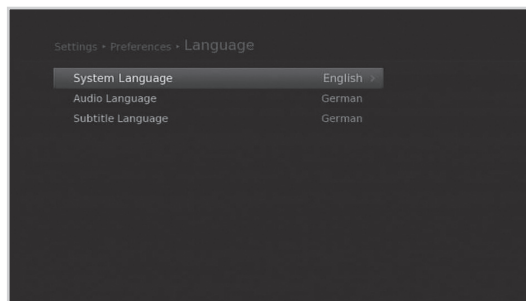 Settings • Preferences • Language
System Language English ›
Audio Language German
Subtitle Language German